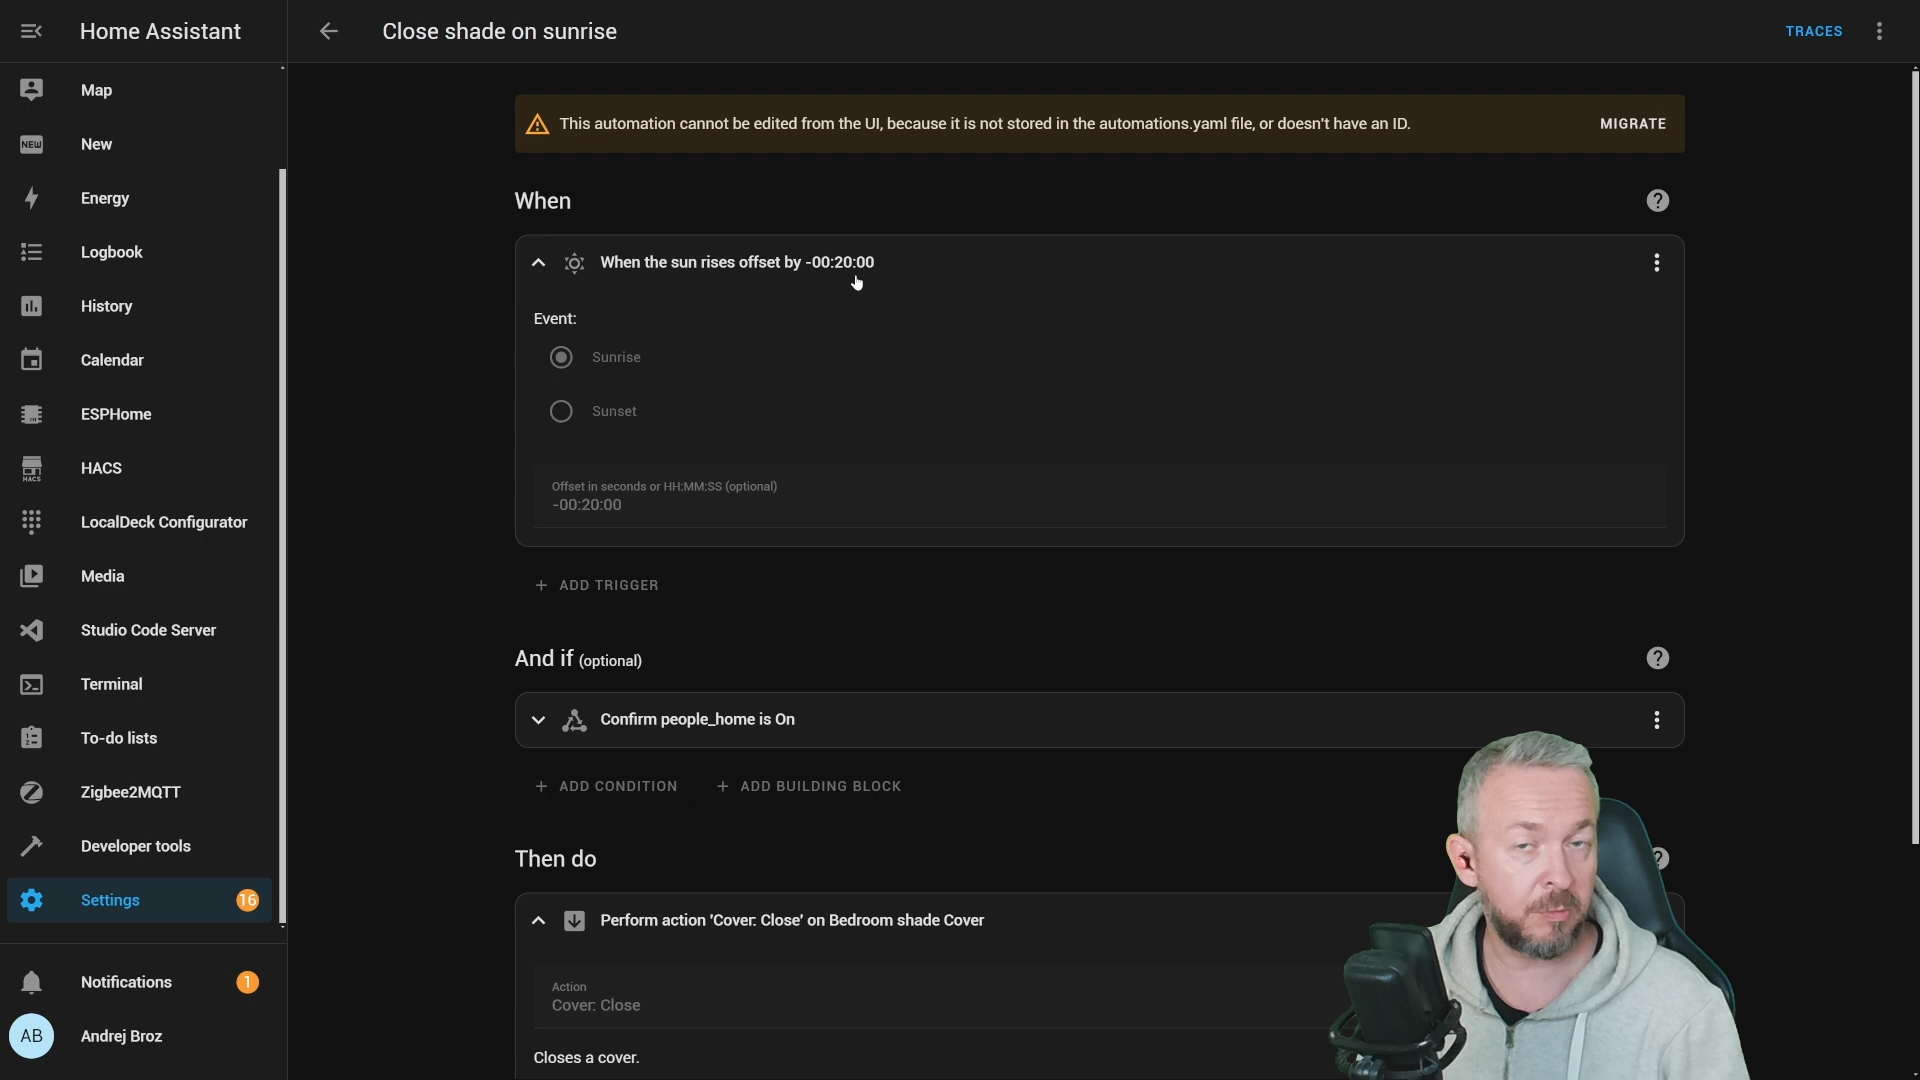 Home Assistant
Close shade on sunrise
TRACES
Map
NEW
New
Energy
Logbook
History
Calendar
ESPHome
HACS
HACS
LocalDeck Configurator
Media
Studio Code Server
Terminal
To-do lists
Zigbee2MQTT
Developer tools
Settings
16
Notifications
1
AB
Andrej Broz
This automation cannot be edited from the UI, because it is not stored in the automations.yaml file, or doesn't have an ID.
MIGRATE
When
?
When the sun rises offset by -00:20:00
Event:
Sunrise
Sunset
Offset in seconds or HH:MM:SS (optional)
-00:20:00
+ ADD TRIGGER
And if (optional)
?
Confirm people_home is On
+ ADD CONDITION
+ ADD BUILDING BLOCK
Then do
?
Perform action 'Cover: Close' on Bedroom shade Cover
Action
Cover: Close
Closes a cover.